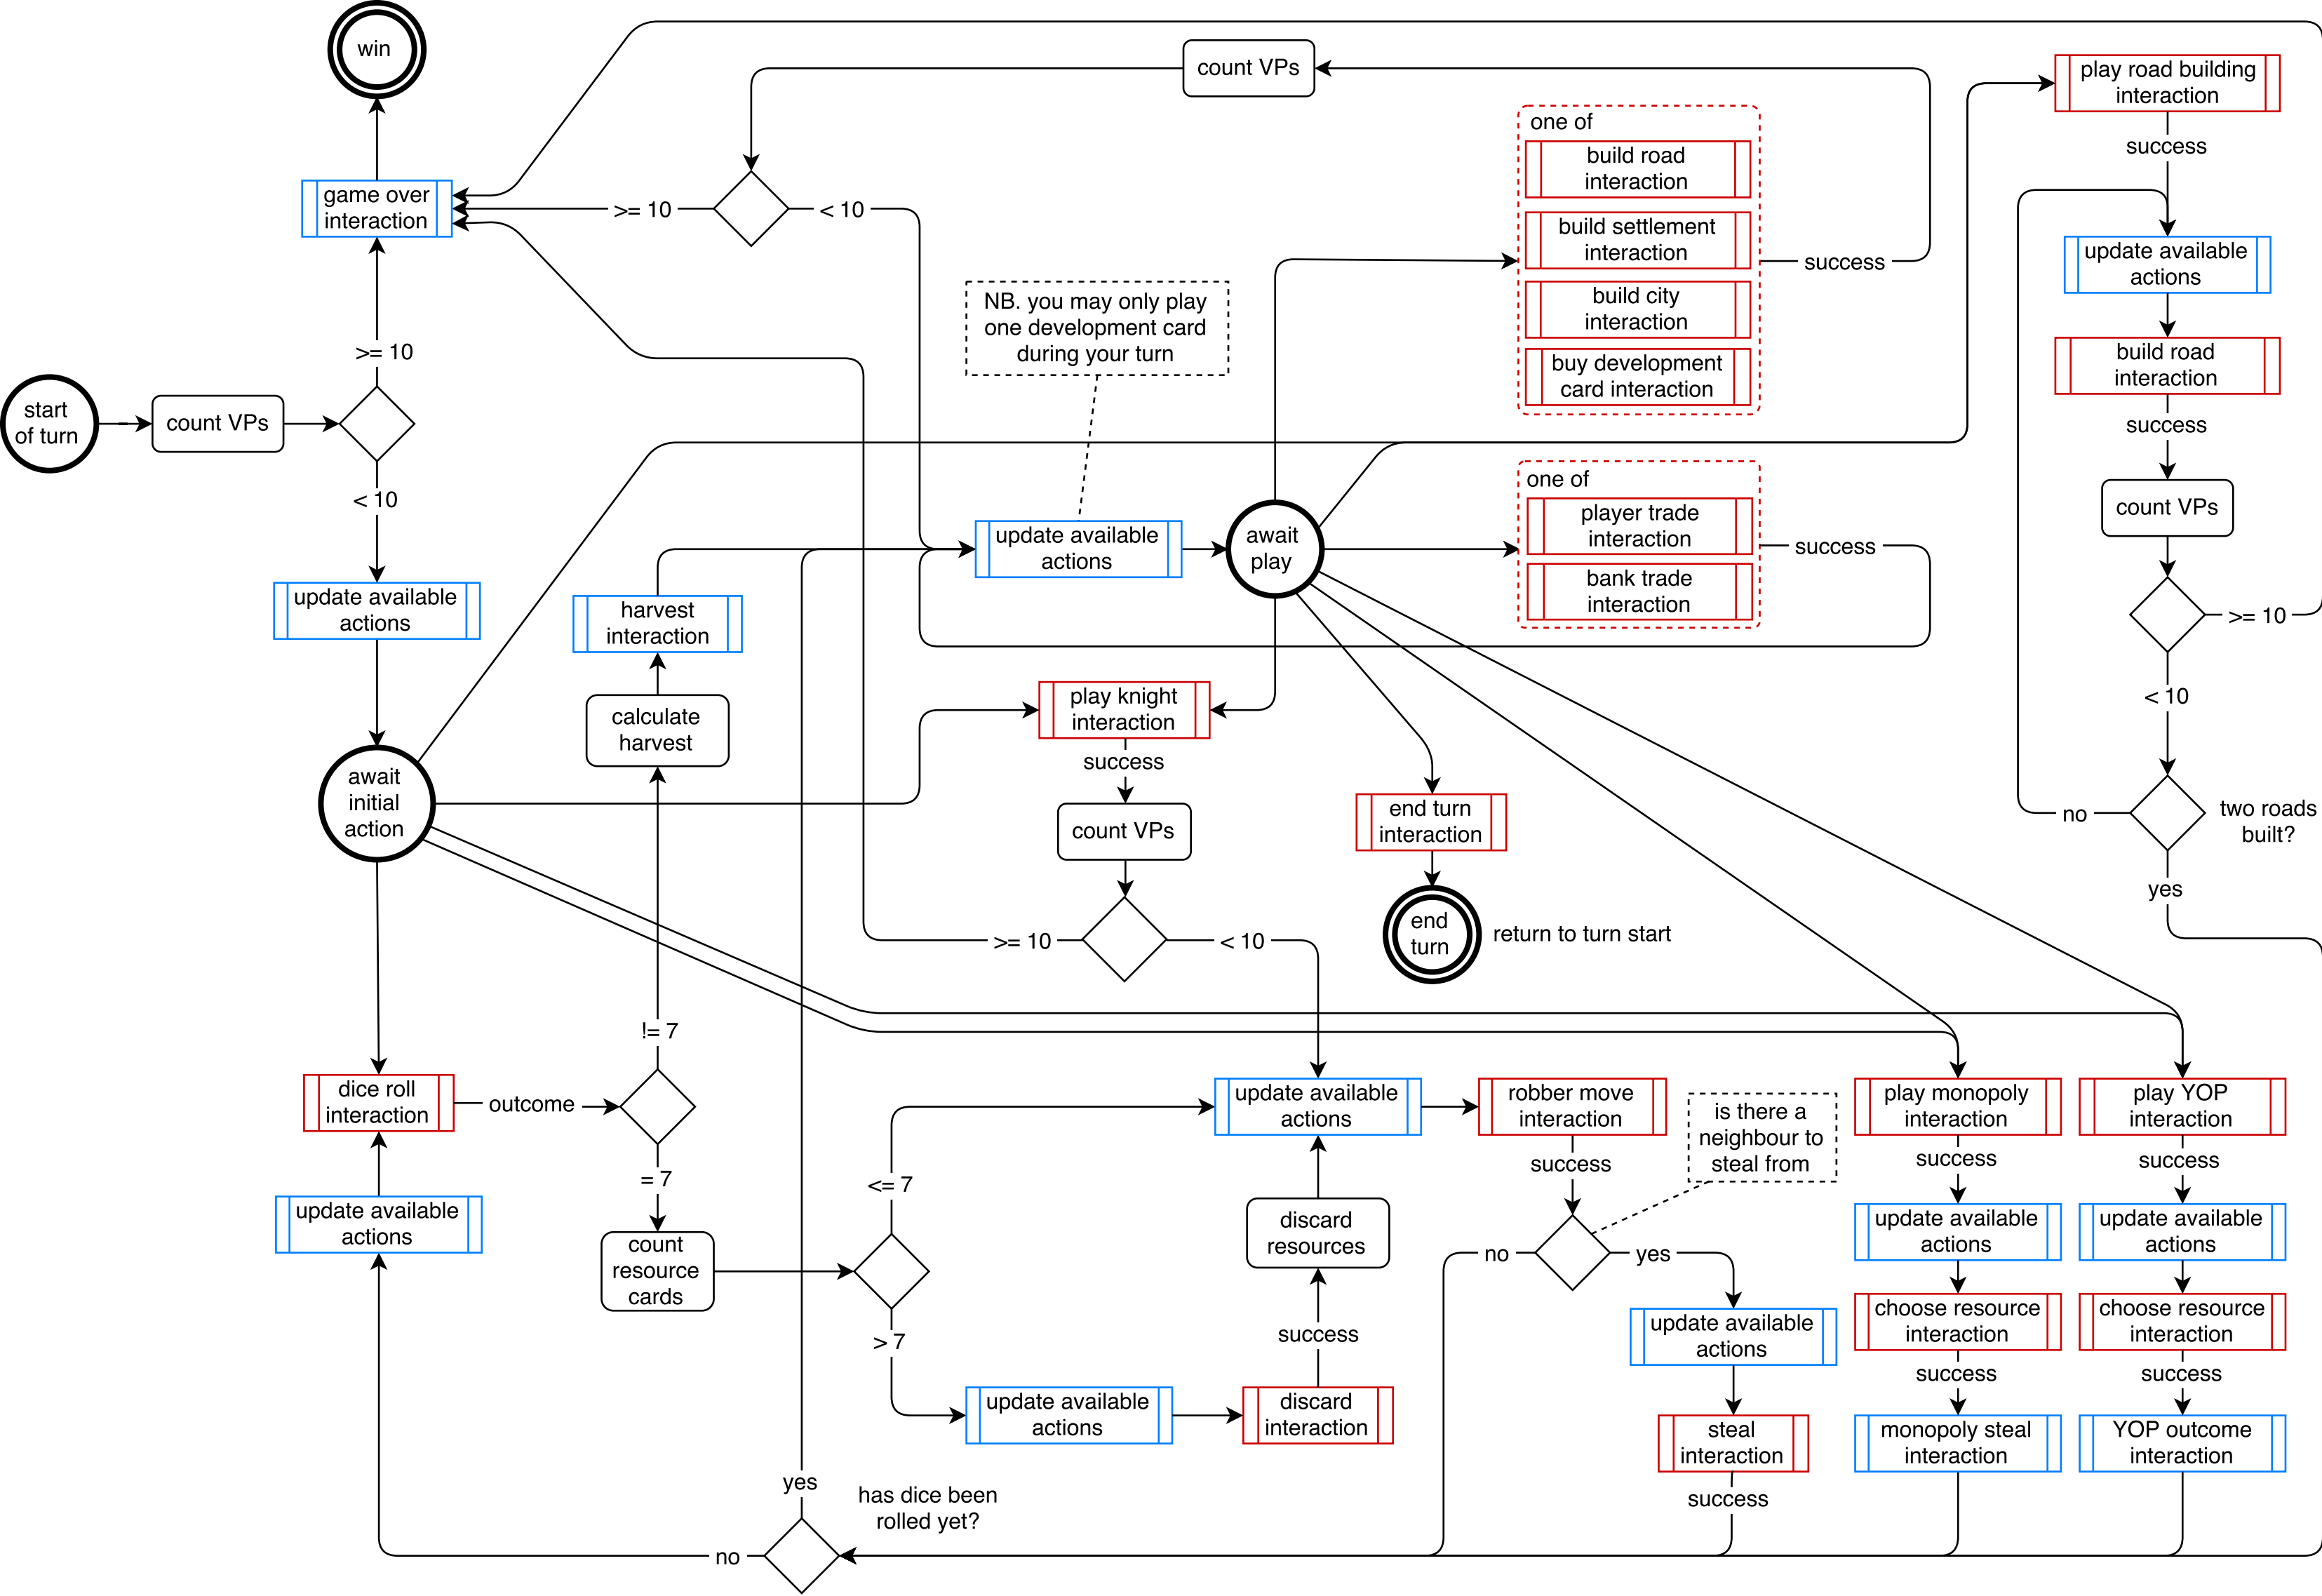 win
count VPs
play road building
interaction
success
one of
build road
interaction
build settlement
interaction
build city
interaction
buy development
card interaction
success
game over
interaction
>= 10
< 10
update available
actions
NB. you may only play
one development card
during your turn
>= 10
build road
interaction
success
start
of turn
count VPs
< 10
one of
player trade
interaction
bank trade
interaction
success
count VPs
update available
actions
await
play
update available
actions
harvest
interaction
>= 10
calculate
harvest
play knight
interaction
success
< 10
await
initial
action
count VPs
end turn
interaction
no
two roads
built?
yes
>= 10
< 10
end
turn
return to turn start
!= 7
dice roll
interaction
outcome
update available
actions
robber move
interaction
success
is there a
neighbour to
steal from
play monopoly
interaction
success
play YOP
interaction
success
= 7
<= 7
update available
actions
count
resource
cards
discard
resources
no
yes
update available
actions
update available
actions
> 7
success
update available
actions
choose resource
interaction
success
choose resource
interaction
success
update available
actions
discard
interaction
steal
interaction
success
monopoly steal
interaction
YOP outcome
interaction
yes
has dice been
rolled yet?
no